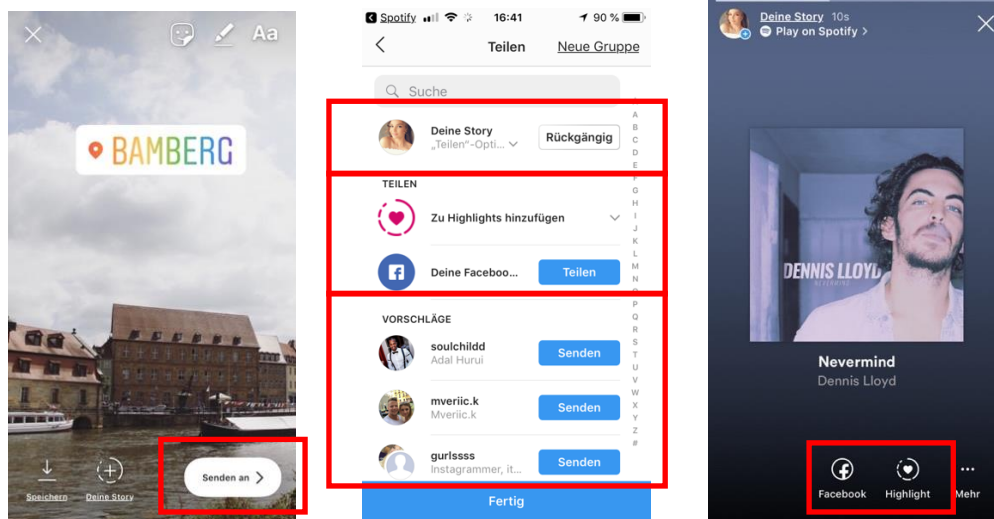 Aa
BAMBERG
Speichern
Deine Story
Senden an >
Spotify
16:41
90 %
Teilen
Neue Gruppe
Suche
Deine Story
„Teilen"-Opti...
Rückgängig
TEILEN
Zu Highlights hinzufügen
Deine Faceboo...
Teilen
VORSCHLÄGE
soulchildd
Adal Hurui
Senden
mveriic.k
Mveriic.k
Senden
gurlssss
Instagrammer, it...
Senden
Fertig
A
B
C
D
E
F
G
H
I
J
K
L
M
N
P
Q
R
S
T
U
V
W
X
Y
Z
#
Deine Story 10s
Play on Spotify >
DENNIS LLOYD
NEVERMIND
Nevermind
Dennis Lloyd
Facebook
Highlight
Mehr